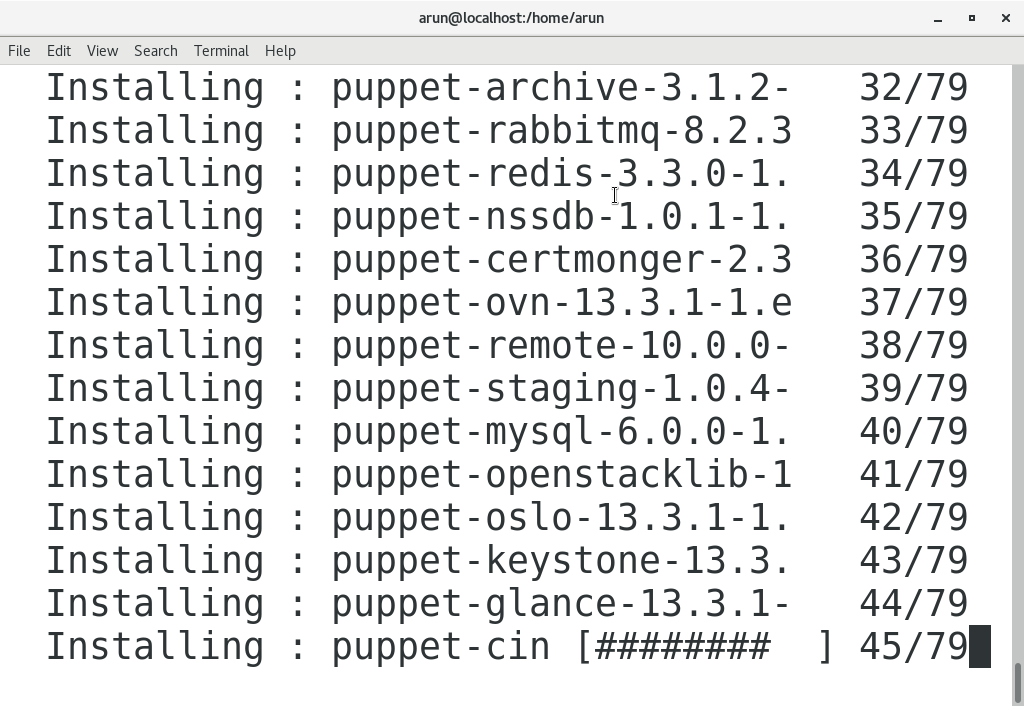 arun@localhost:/home/arun
File Edit View Search Terminal Help
Installing : puppet-archive-3.1.2- 32/79
Installing : puppet-rabbitmq-8.2.3 33/79
Installing : puppet-redis-3.3.0-1. 34/79
Installing : puppet-nssdb-1.0.1-1. 35/79
Installing : puppet-certmonger-2.3 36/79
Installing : puppet-ovn-13.3.1-1.e 37/79
Installing : puppet-remote-10.0.0- 38/79
Installing : puppet-staging-1.0.4- 39/79
Installing : puppet-mysql-6.0.0-1. 40/79
Installing : puppet-openstacklib-1 41/79
Installing : puppet-oslo-13.3.1-1. 42/79
Installing : puppet-keystone-13.3. 43/79
Installing : puppet-glance-13.3.1- 44/79
Installing : puppet-cin [######## ] 45/79